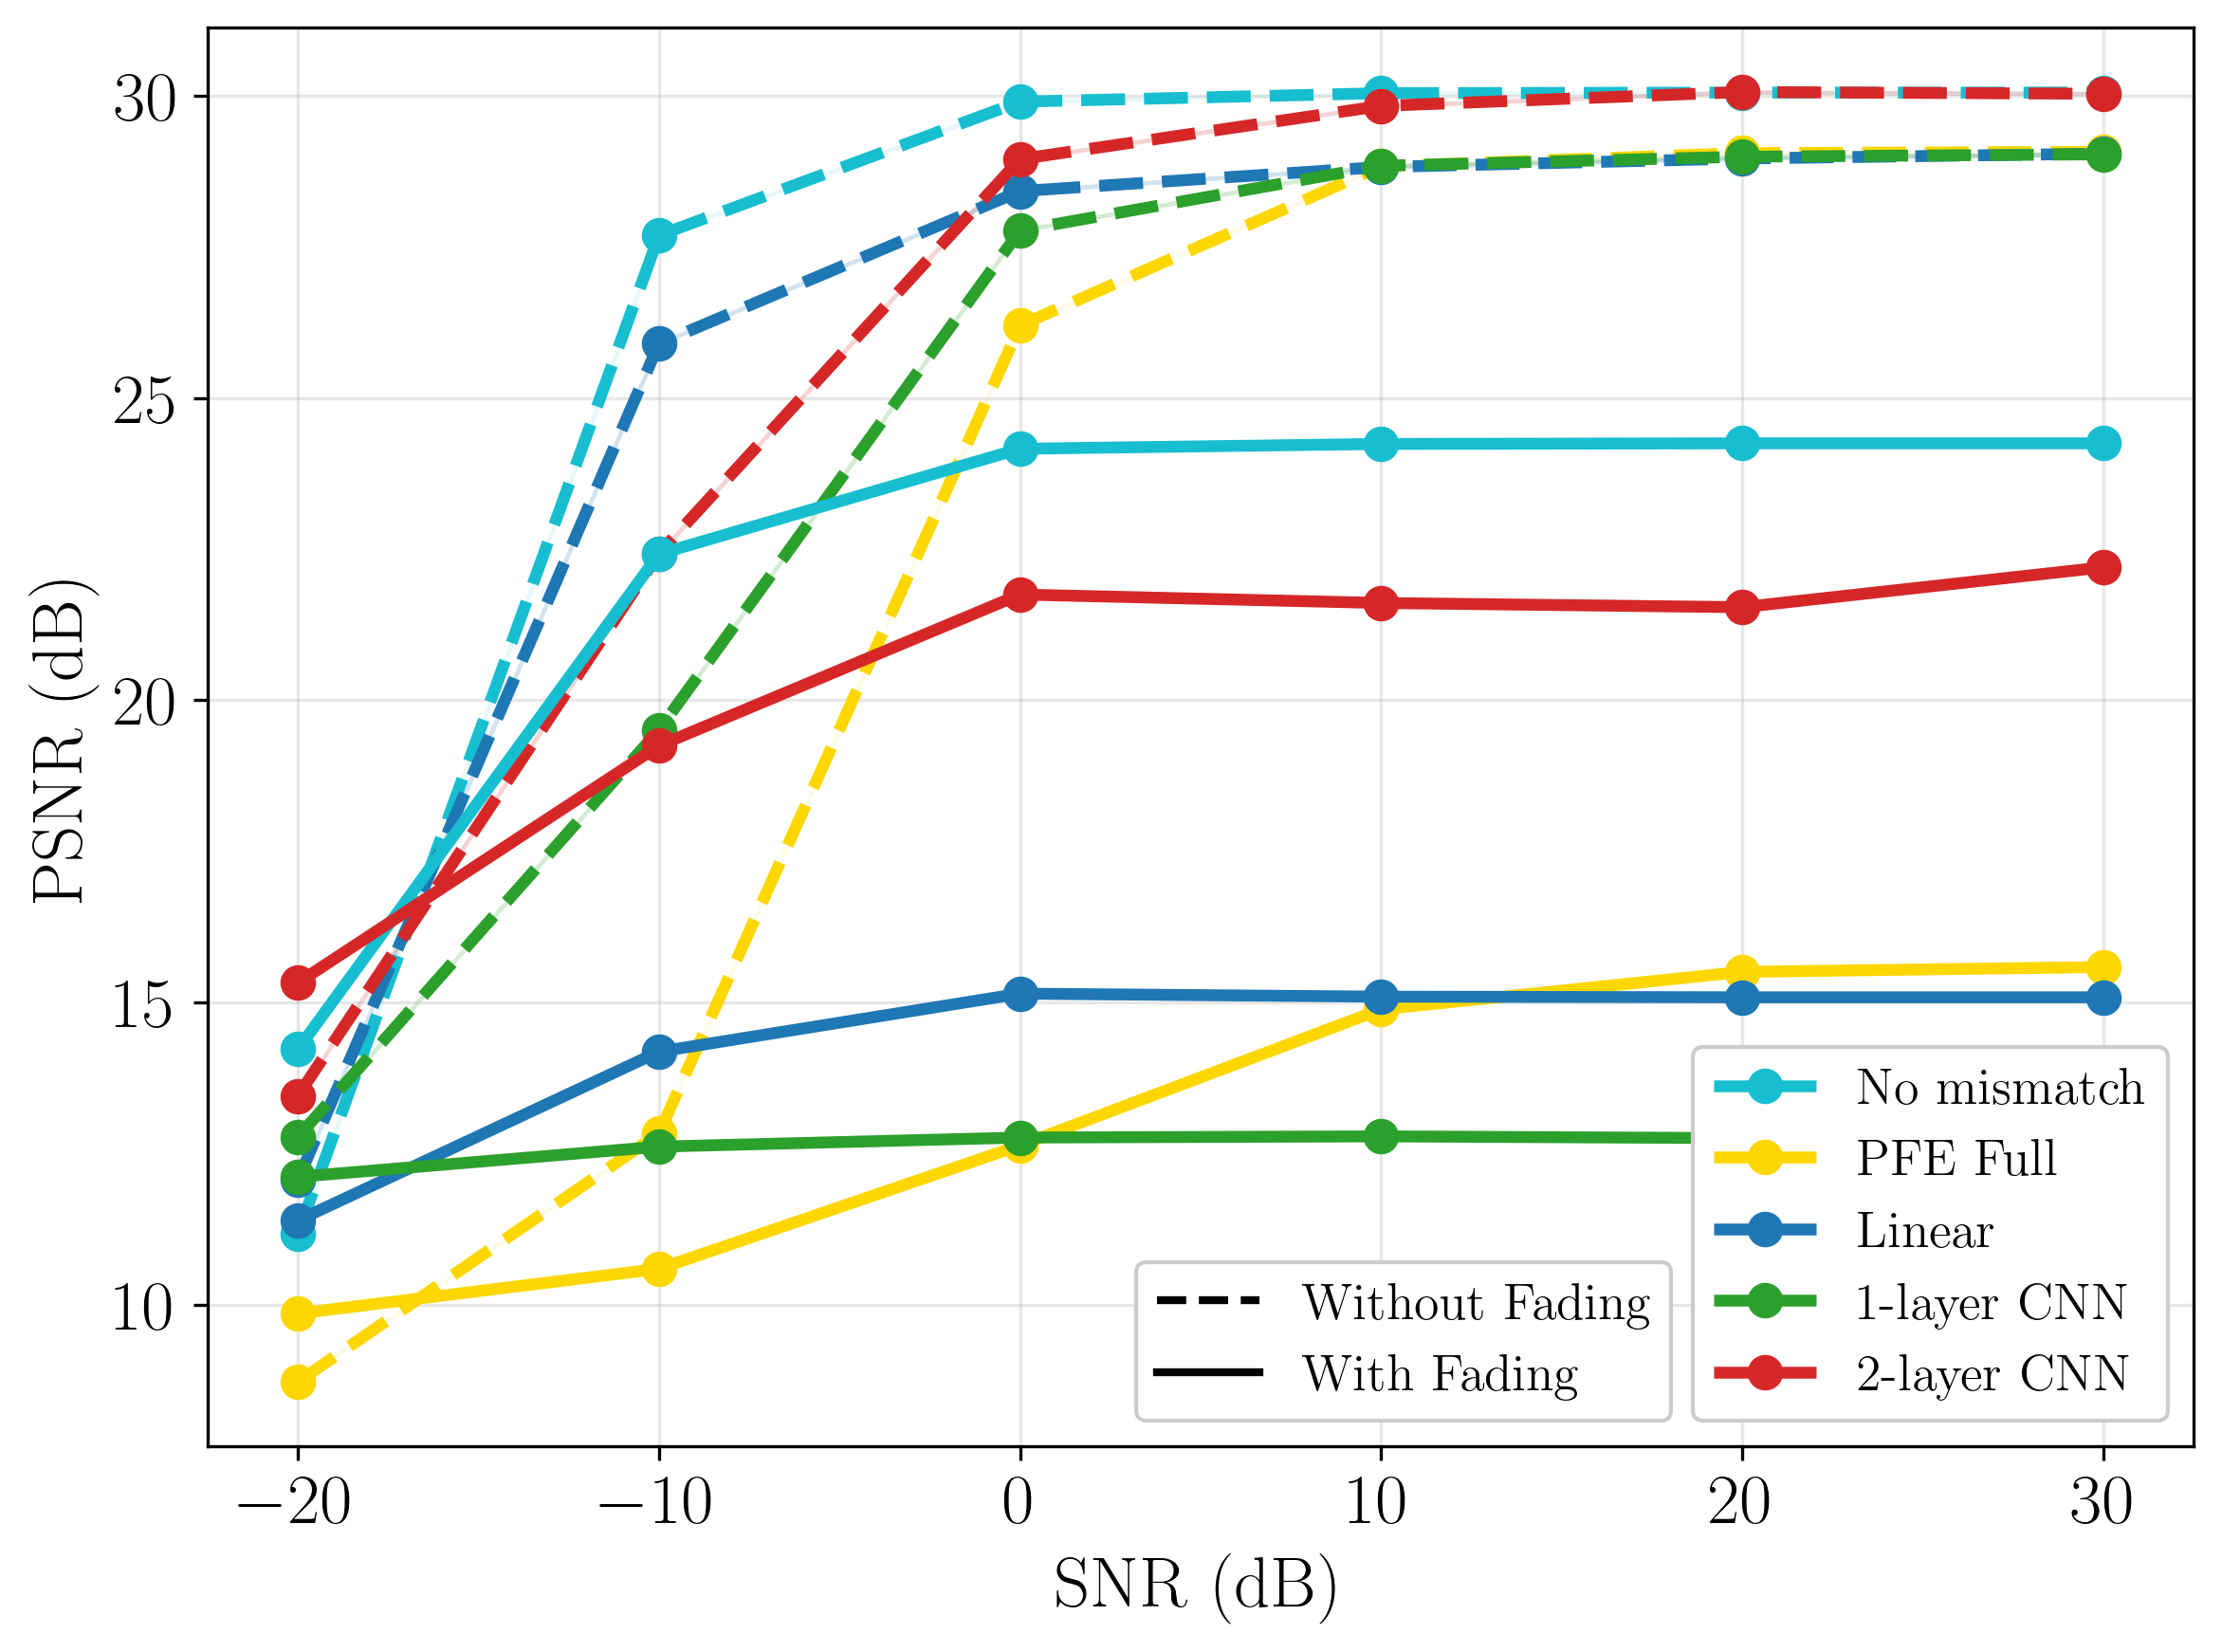 30
25
20
15
10
PSNR (dB)
No mismatch
PFE Full
Linear
1-layer CNN
2-layer CNN
Without Fading
With Fading
−20 −10 0 10 20 30
SNR (dB)